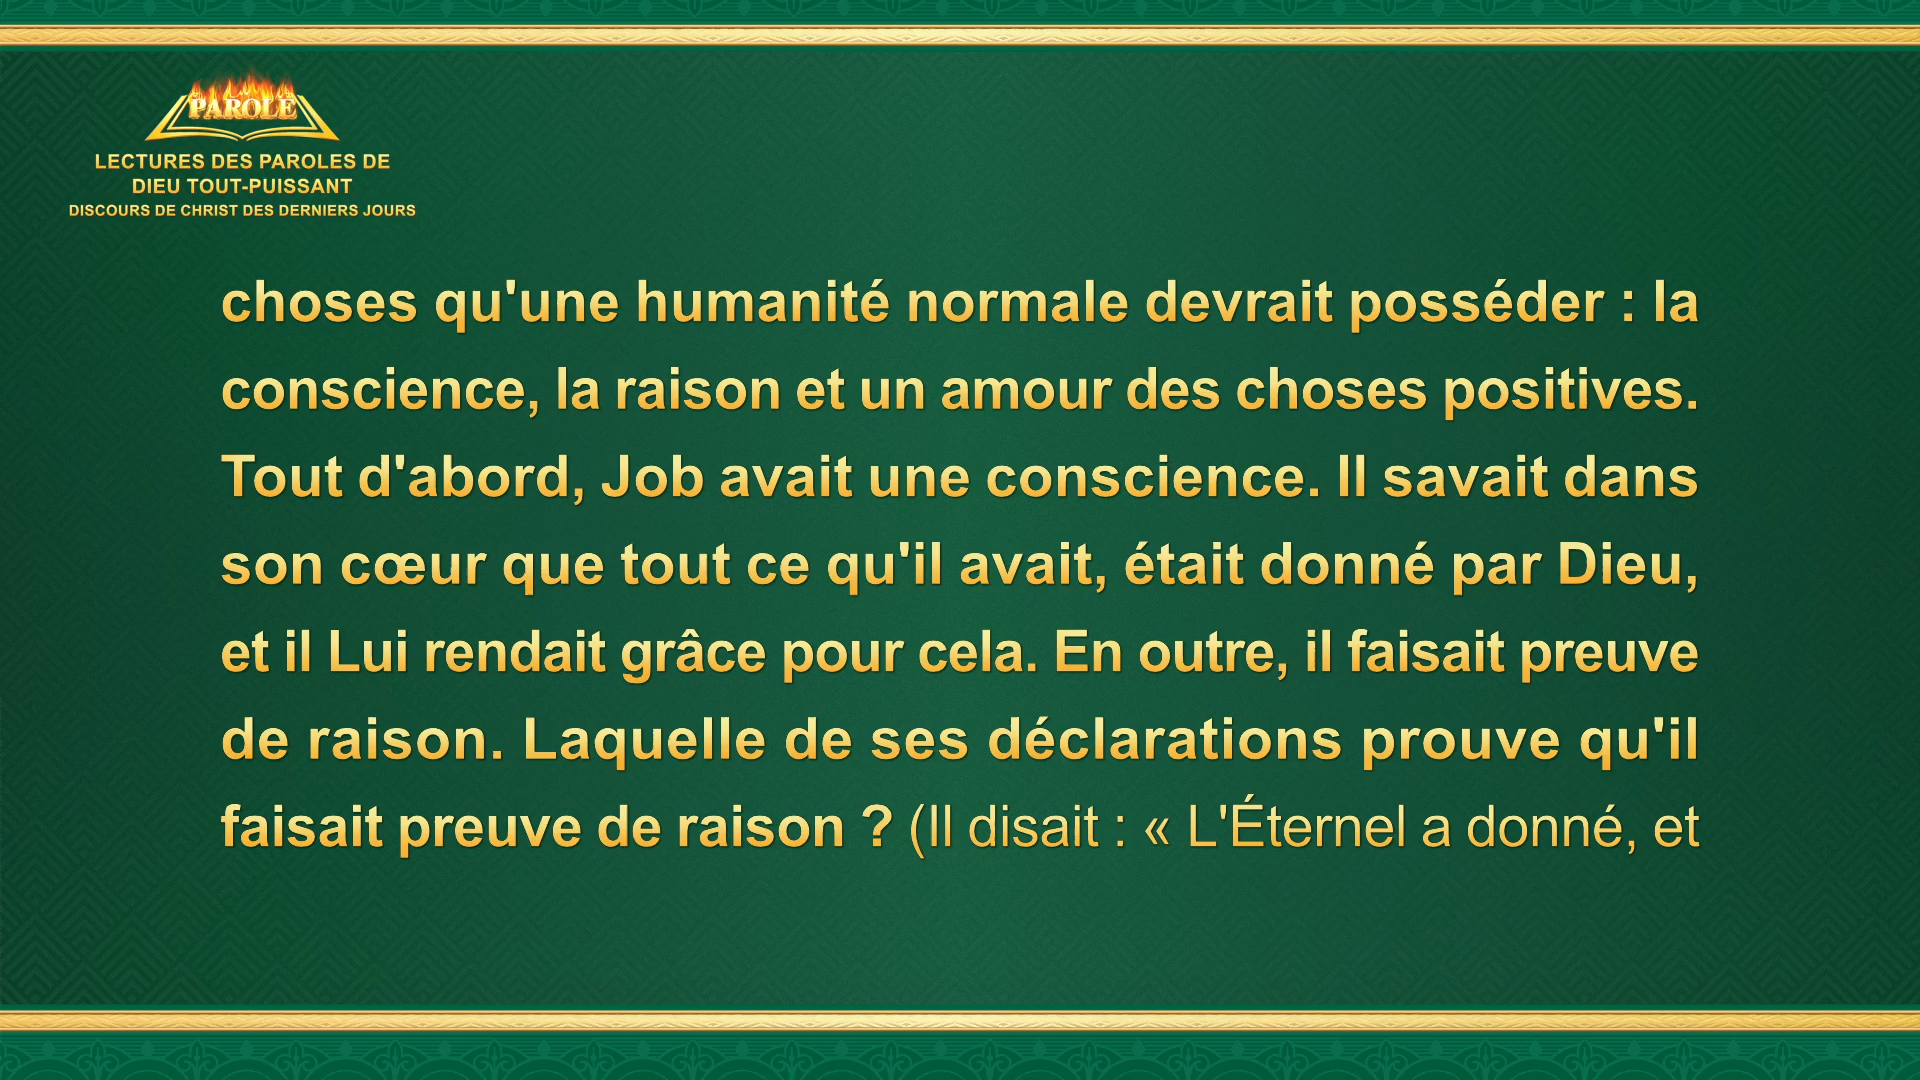 PAROLE
LECTURES DES PAROLES DE
DIEU TOUT-PUISSANT
DISCOURS DE CHRIST DES DERNIERS JOURS
choses qu'une humanité normale devrait posséder : la
conscience, la raison et un amour des choses positives.
Tout d'abord, Job avait une conscience. Il savait dans
son cœur que tout ce qu'il avait, était donné par Dieu,
et il Lui rendait grâce pour cela. En outre, il faisait preuve
de raison. Laquelle de ses déclarations prouve qu'il
faisait preuve de raison ? (Il disait : « L'Éternel a donné, et